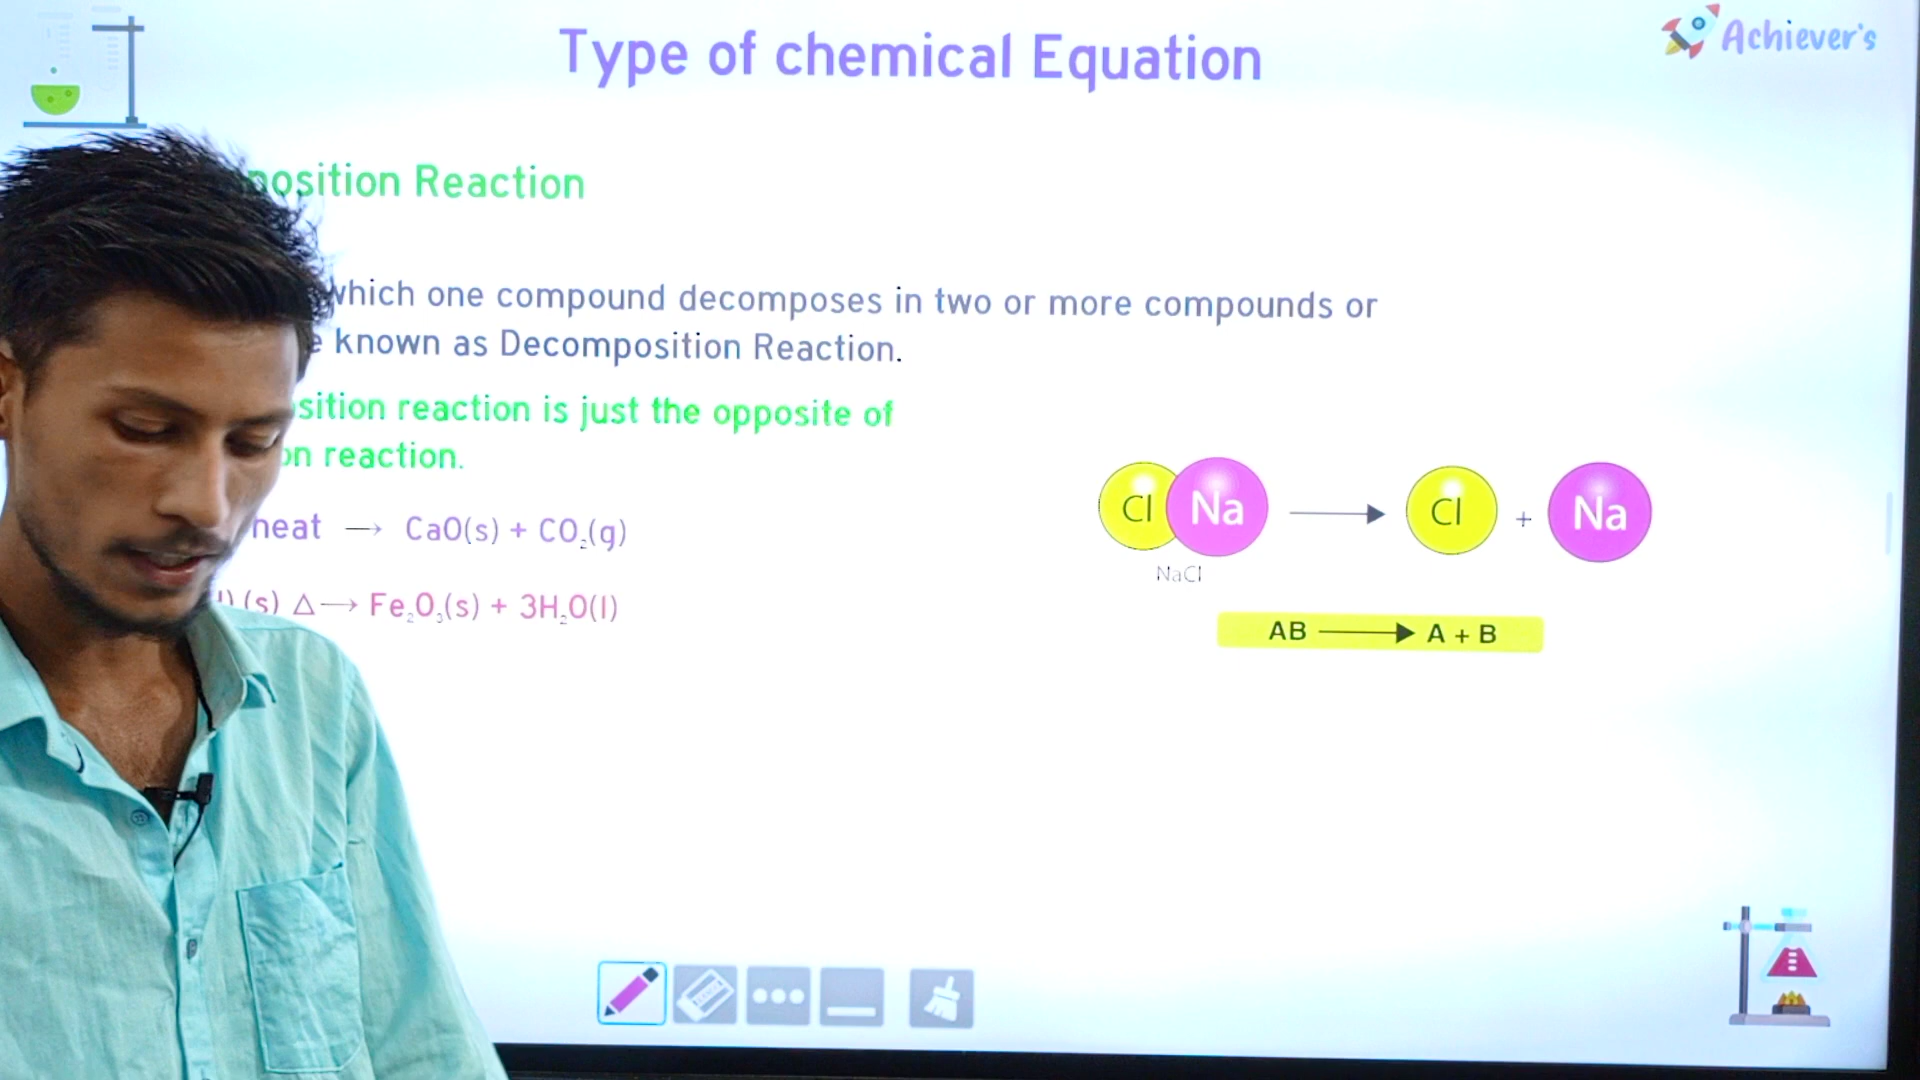 Type of chemical Equation
Achiever's
position Reaction
which one compound decomposes in two or more compounds or
known as Decomposition Reaction.
sition reaction is just the opposite of
on reaction.
heat → CaO(s) + CO₂(g)
(s) △→ Fe₂O₃(s) + 3H₂O(l)
Cl Na → Cl + Na
NaCl
AB → A + B